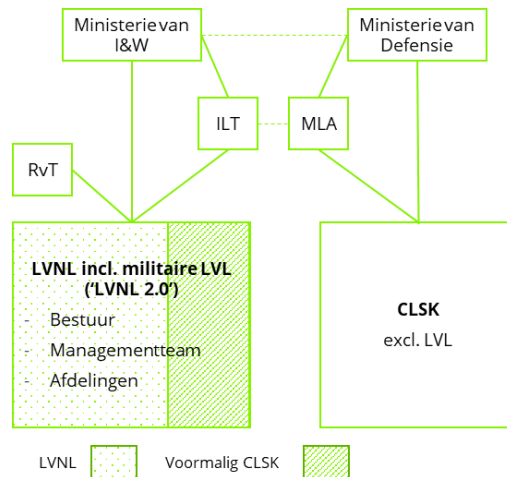 Ministerie van
I&W
Ministerie van
Defensie
ILT
MLA
RvT
LVNL incl. militaire LVL
(‘LVNL 2.0’)
- Bestuur
- Managementteam
- Afdelingen
CLSK
excl. LVL
LVNL
Voormalig CLSK